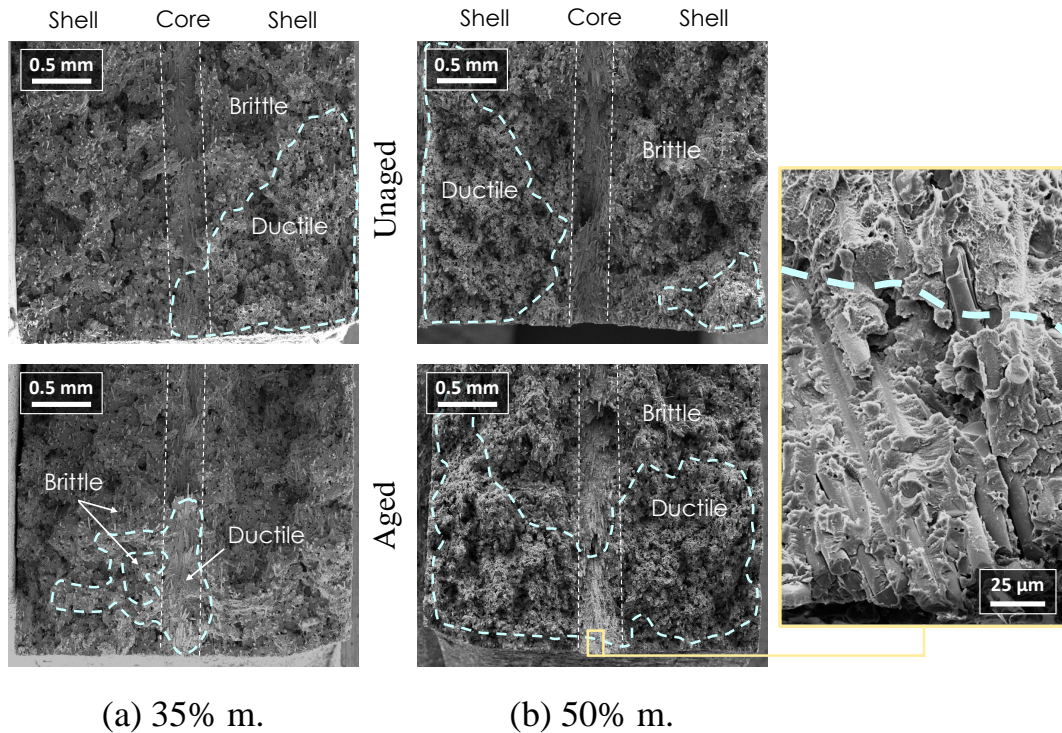 Shell Core Shell
Shell Core Shell
0.5 mm
Brittle
Ductile
Unaged
0.5 mm
Ductile
Brittle
0.5 mm
Brittle
Ductile
Aged
0.5 mm
Brittle
Ductile
25 µm
(a) 35% m.
(b) 50% m.